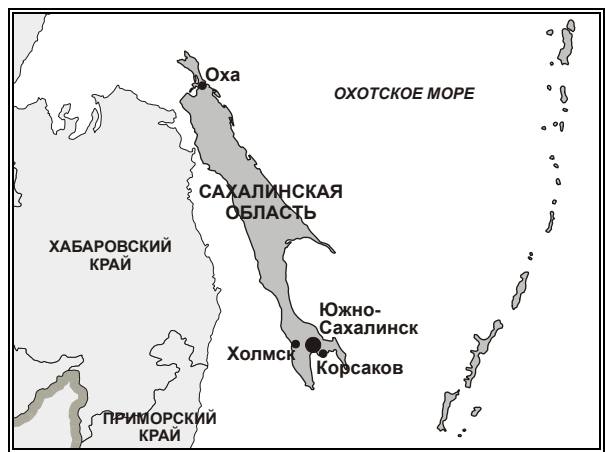 Оха
ОХОТСКОЕ МОРЕ
САХАЛИНСКАЯ
ОБЛАСТЬ
ХАБАРОВСКИЙ
КРАЙ
Южно-
Сахалинск
Холмск
Корсаков
ПРИМОРСКИЙ
КРАЙ